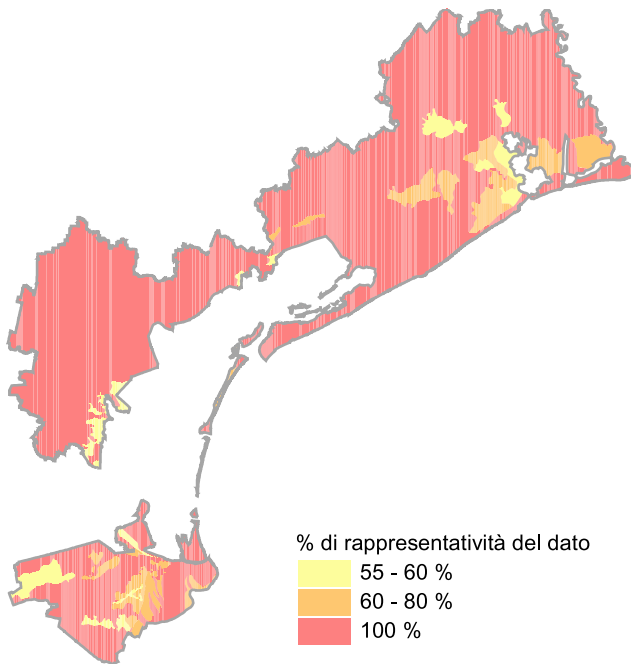 % di rappresentatività del dato
55 - 60 %
60 - 80 %
100 %